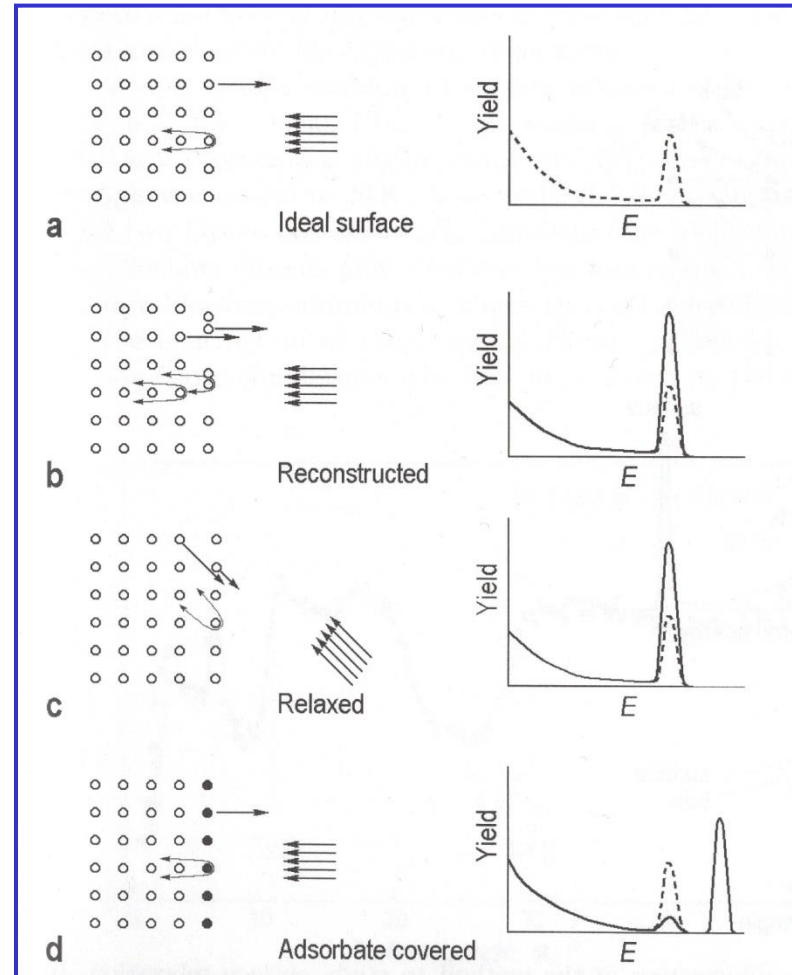 Yield
E
a
Ideal surface
Yield
E
b
Reconstructed
Yield
E
c
Relaxed
Yield
E
d
Adsorbate covered